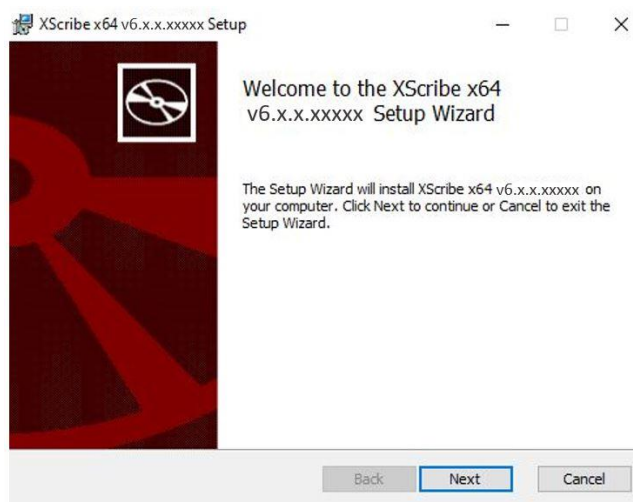 XScribe x64 v6.x.x.xxxxx Setup
Welcome to the XScribe x64
v6.x.x.xxxxx Setup Wizard
The Setup Wizard will install XScribe x64 v6.x.x.xxxxx on
your computer. Click Next to continue or Cancel to exit the
Setup Wizard.
Back Next Cancel